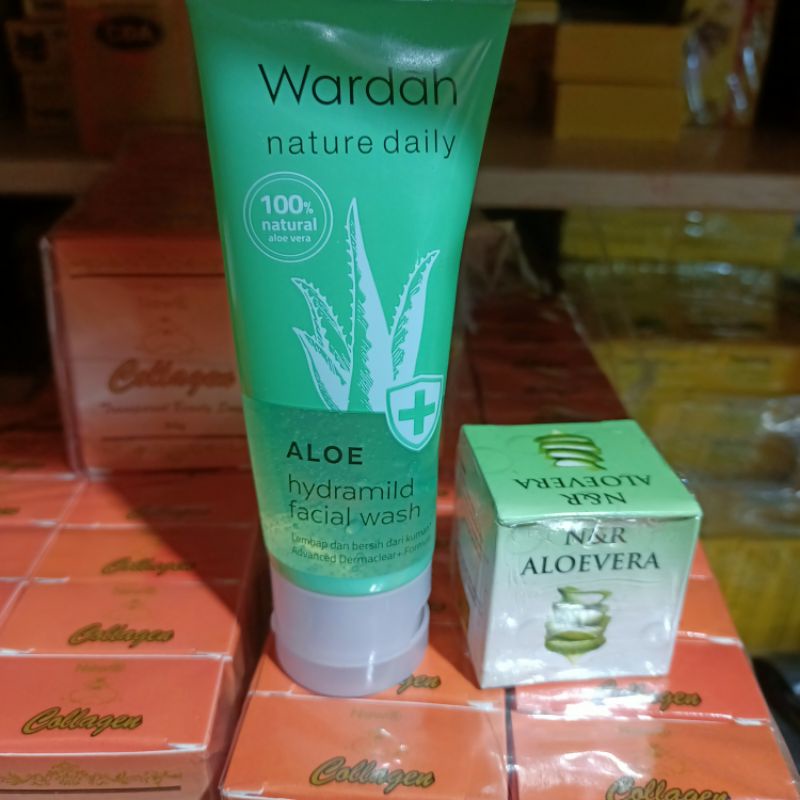 Wardah
nature daily
100%
natural
aloe vera
ALOE
hydramild
facial wash
Lembap dan bersih dari kuman
Advanced Dermaclear+
N&R
ALOEVERA
N&R
ALOEVERA
Collagen
Collagen
Collagen
Collagen
Collagen
Collagen
Collagen